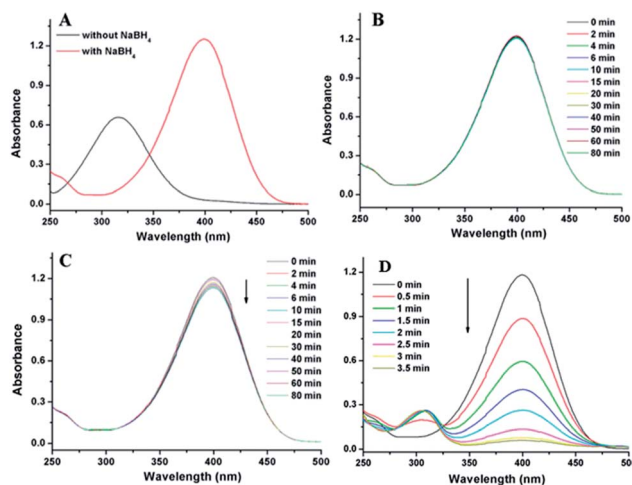 A
without NaBH4
with NaBH4
1.2
0.9
0.6
0.3
0.0
Absorbance
250 300 350 400 450 500
Wavelength (nm)
B
0 min
2 min
4 min
6 min
10 min
15 min
20 min
30 min
40 min
50 min
60 min
80 min
1.2
0.9
0.6
0.3
0.0
Absorbance
250 300 350 400 450 500
Wavelength (nm)
C
0 min
2 min
4 min
6 min
10 min
15 min
20 min
30 min
40 min
50 min
60 min
80 min
1.2
0.9
0.6
0.3
0.0
Absorbance
250 300 350 400 450 500
Wavelength (nm)
D
0 min
0.5 min
1 min
1.5 min
2 min
2.5 min
3 min
3.5 min
1.2
0.9
0.6
0.3
0.0
Absorbance
250 300 350 400 450 500
Wavelength (nm)